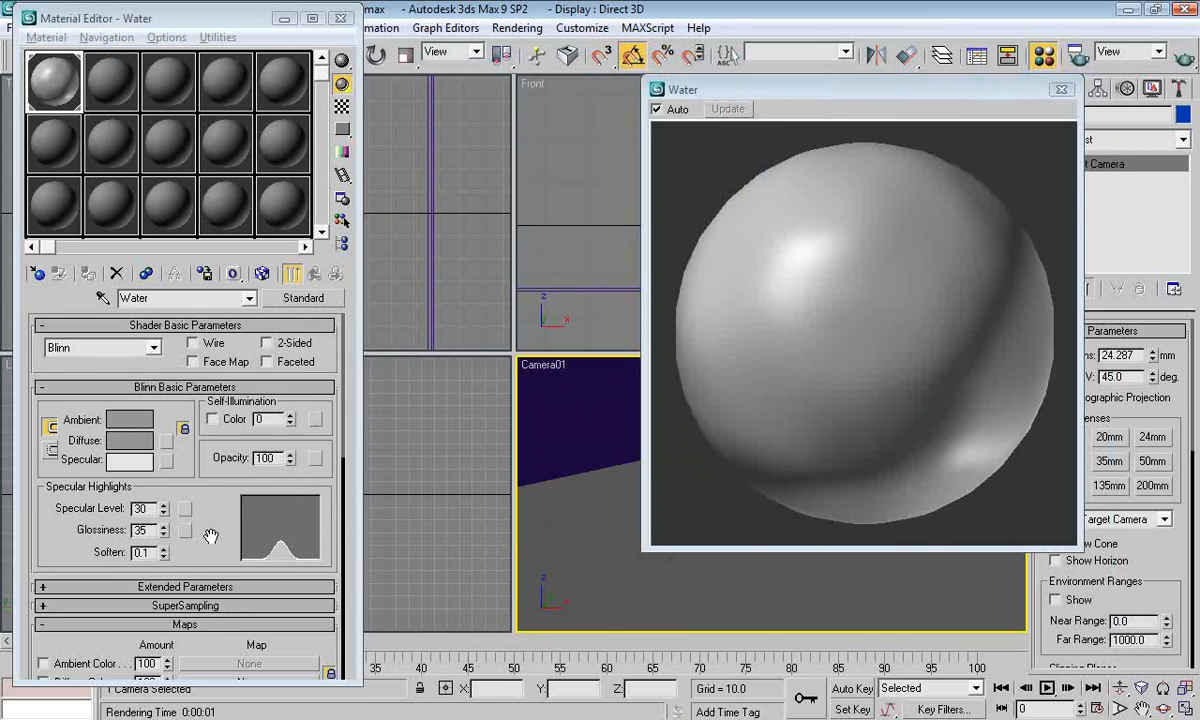 Material Editor - Water
max - Autodesk 3ds Max 9 SP2 - Display : Direct 3D
Material Navigation Options Utilities
mation Graph Editors Rendering Customize MAXScript Help
View
View
Front
Water
Auto Update
st
t Camera
Water
Standard
Shader Basic Parameters
Blinn
Wire 2-Sided
Face Map Faceted
Camera01
Parameters
ns: 24.287 mm
V: 45.0 deg.
ographic Projection
Blinn Basic Parameters
Self-Illumination
Ambient:
Color 0
Diffuse:
Specular:
Opacity: 100
enses
20mm 24mm
35mm 50mm
135mm 200mm
Specular Highlights
Specular Level: 30
Glossiness: 35
Soften: 0.1
arget Camera
w Cone
Show Horizon
Environment Ranges
Show
Near Range: 0.0
Far Range: 1000.0
Extended Parameters
SuperSampling
Maps
Amount Map
Ambient Color . . . 100 None
z
x
z
x
35 40 45 50 55 60 65 70 75 80 85 90 95 100
1 Camera Selected
X: Y: Z: Grid = 10.0
Auto Key Selected
Rendering Time 0:00:01
Add Time Tag
Set Key Key Filters...
0